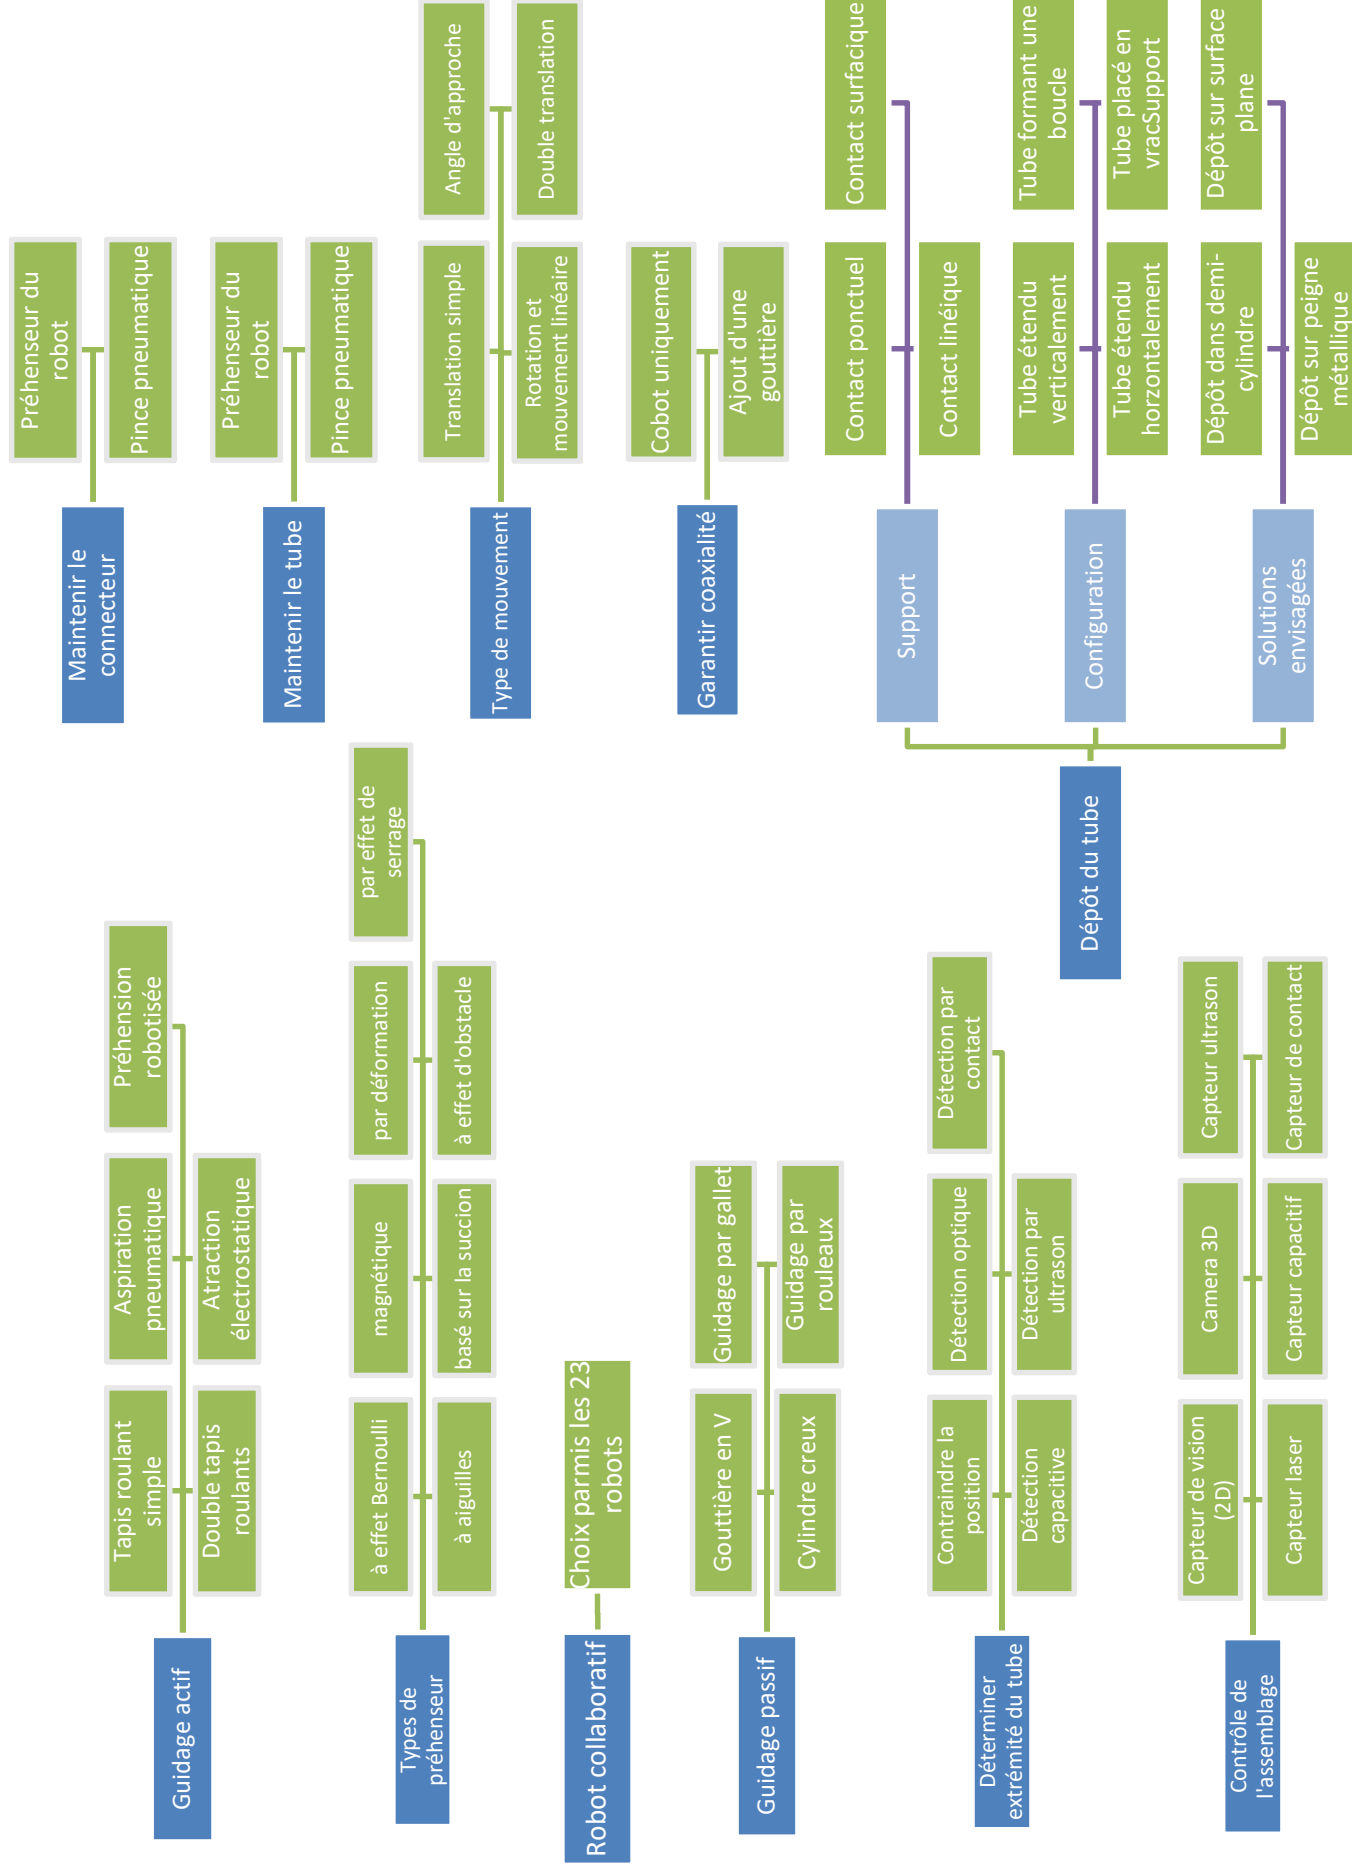 Guidage actif
Tapis roulant
simple
Aspiration
pneumatique
Préhension
robotisée
Double tapis
roulants
Atraction
électrostatique
Types de
préhenseur
à effet Bernoulli
magnétique
par déformation
par effet de
serrage
à aiguilles
basé sur la succion
à effet d'obstacle
Robot collaboratif
Choix parmis les 23
robots
Guidage passif
Gouttière en V
Guidage par gallet
Cylindre creux
Guidage par
rouleaux
Déterminer
extrémité du tube
Contraindre la
position
Détection optique
Détection par
contact
Détection
capacitive
Détection par
ultrason
Contrôle de
l'assemblage
Capteur de vision
(2D)
Camera 3D
Capteur ultrason
Capteur laser
Capteur capacitif
Capteur de contact
Maintenir le
connecteur
Préhenseur du
robot
Pince pneumatique
Maintenir le tube
Préhenseur du
robot
Pince pneumatique
Type de mouvement
Translation simple
Angle d'approche
Rotation et
mouvement linéaire
Double translation
Garantir coaxialité
Cobot uniquement
Ajout d'une
gouttière
Dépôt du tube
Support
Contact ponctuel
Contact surfacique
Contact linéique
Configuration
Tube étendu
verticalement
Tube formant une
boucle
Tube étendu
horzontalement
Tube placé en
vracSupport
Solutions
envisagées
Dépôt dans demi-
cylindre
Dépôt sur surface
plane
Dépôt sur peigne
métallique